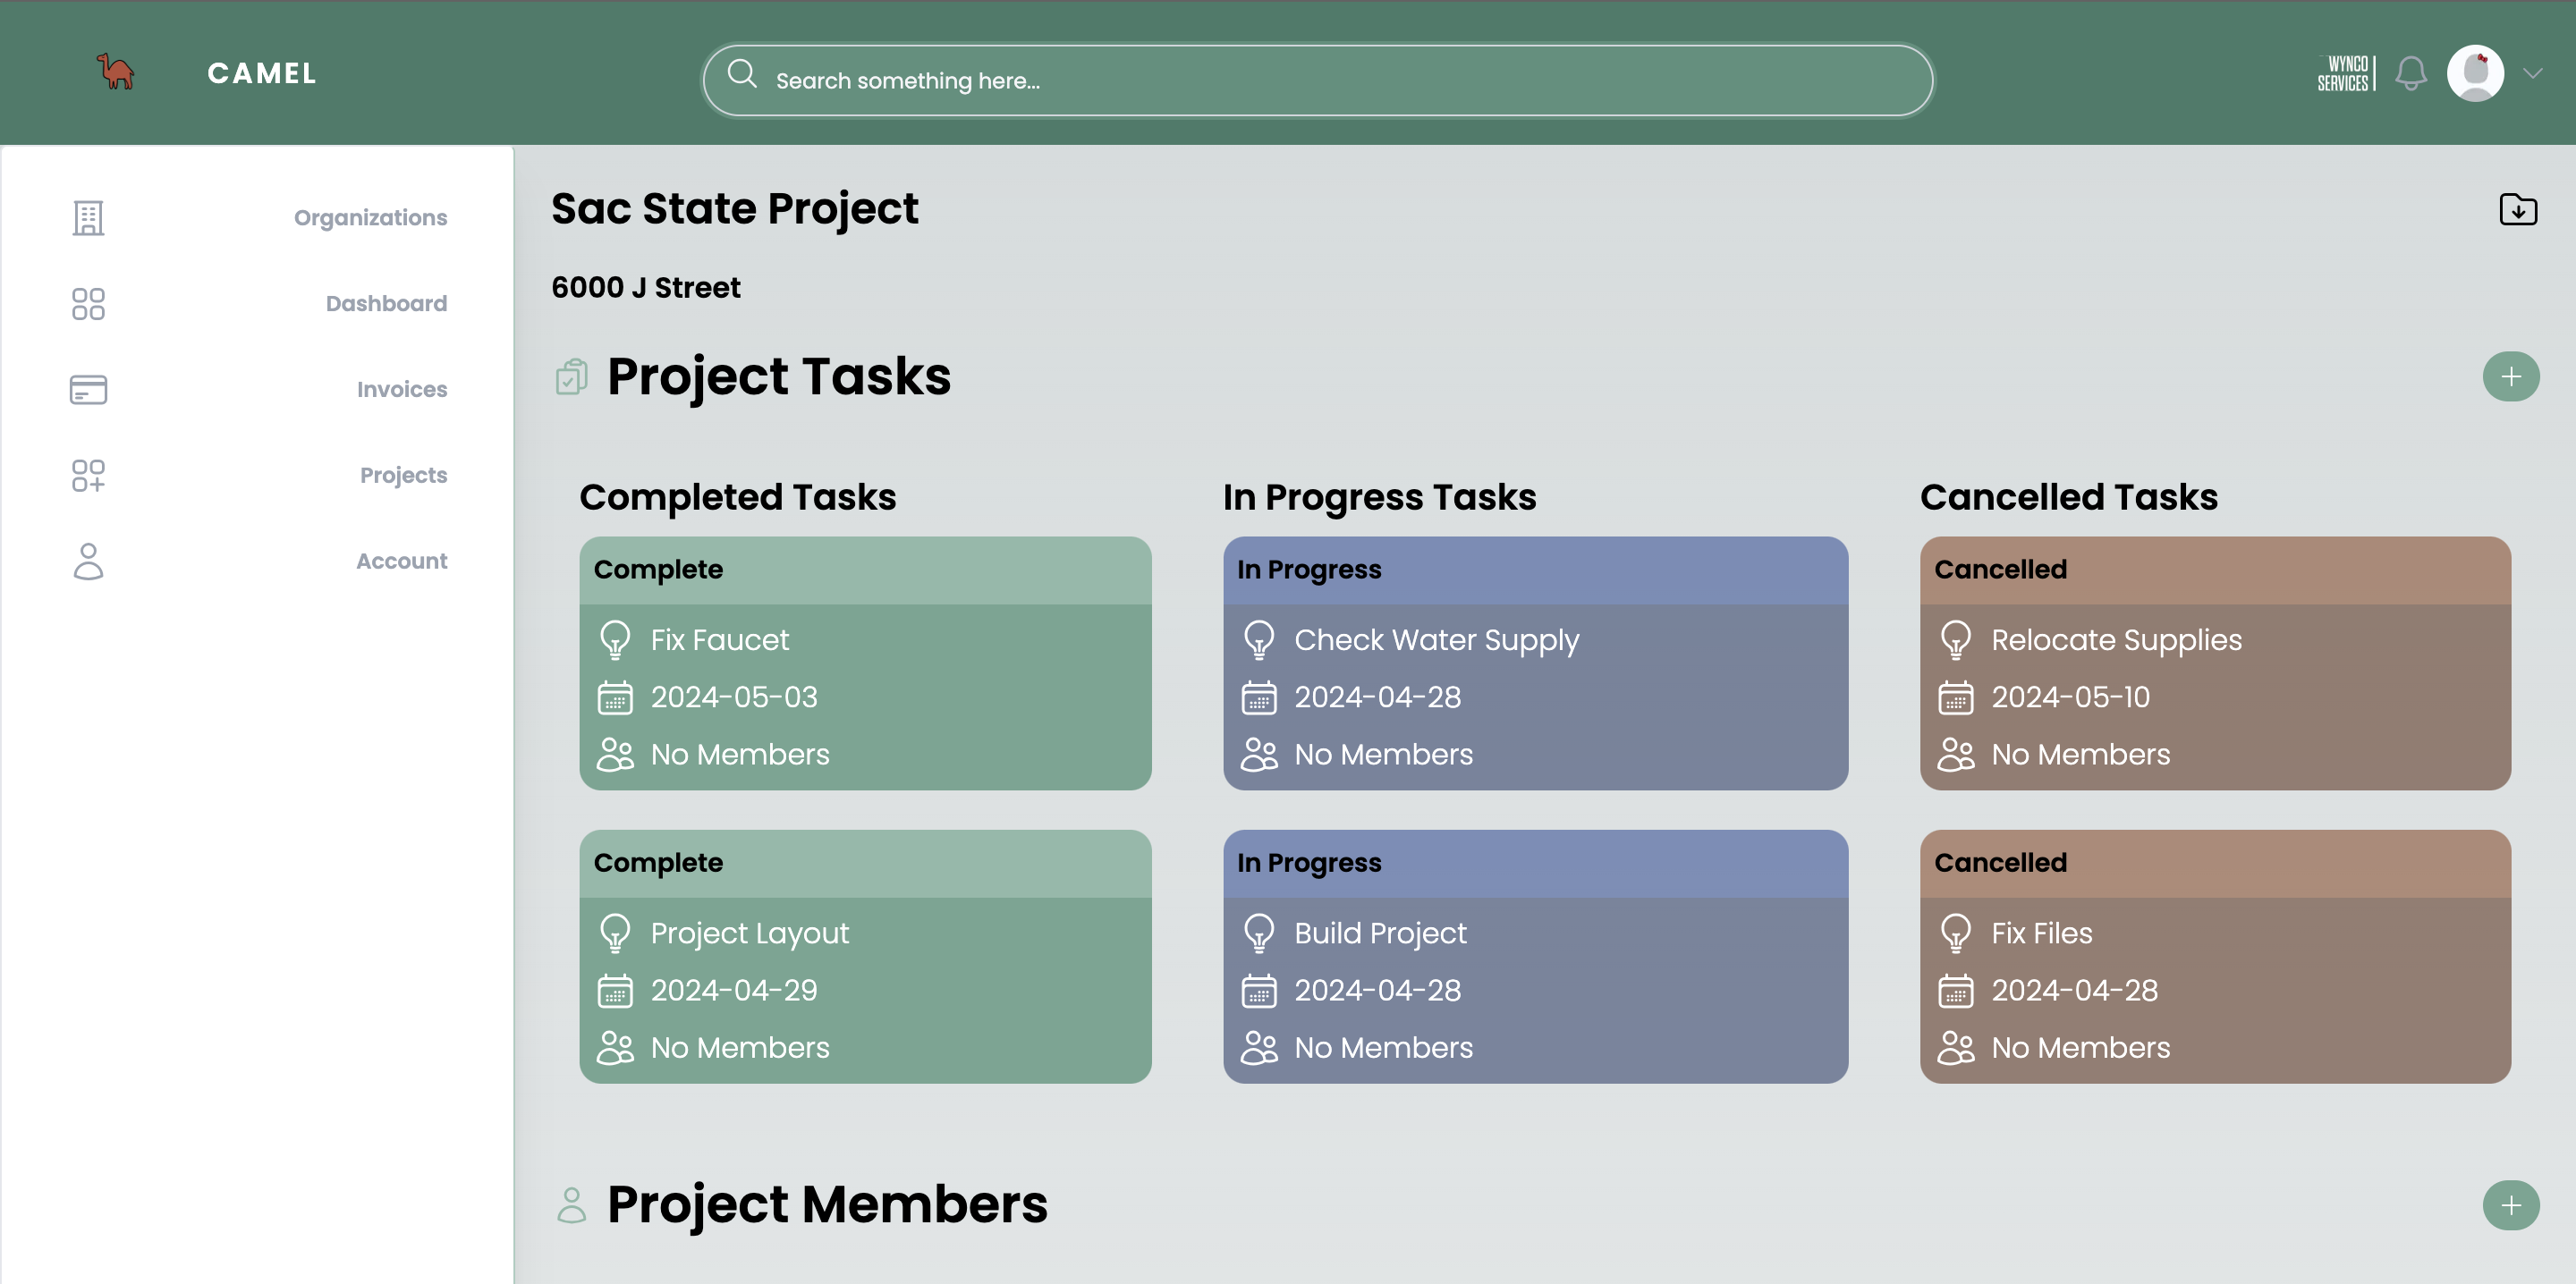 CAMEL
Search something here...
WYNCO
SERVICES
Organizations
Dashboard
Invoices
Projects
Account
Sac State Project
6000 J Street
Project Tasks
Completed Tasks
Complete
Fix Faucet
2024-05-03
No Members
Complete
Project Layout
2024-04-29
No Members
In Progress Tasks
In Progress
Check Water Supply
2024-04-28
No Members
In Progress
Build Project
2024-04-28
No Members
Cancelled Tasks
Cancelled
Relocate Supplies
2024-05-10
No Members
Cancelled
Fix Files
2024-04-28
No Members
Project Members